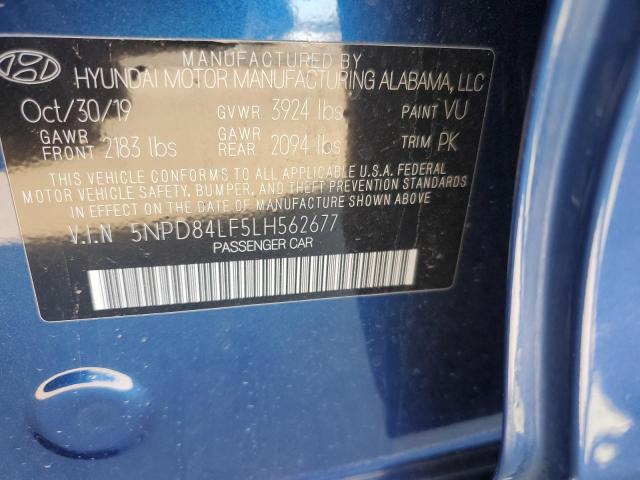 MANUFACTURED BY
HYUNDAI MOTOR MANUFACTURING ALABAMA, LLC
Oct/30/19 GVWR 3924 lbs PAINT VU
GAWR FRONT 2183 lbs GAWR REAR 2094 lbs TRIM PK
THIS VEHICLE CONFORMS TO ALL APPLICABLE U.S.A. FEDERAL
MOTOR VEHICLE SAFETY, BUMPER, AND THEFT PREVENTION
STANDARDS IN EFFECT ON THE DATE OF MANUFACTURE SHOWN ABOVE.
V.I.N 5NPD84LF5LH562677
PASSENGER CAR